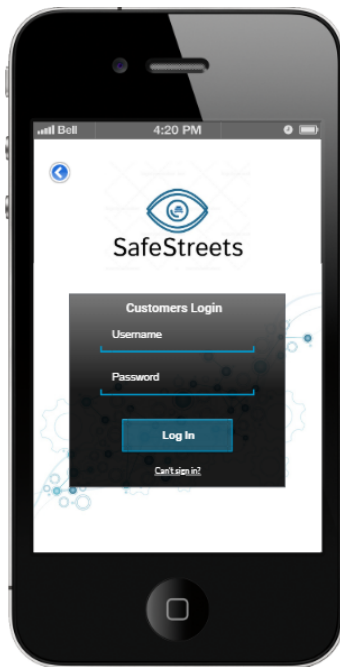 Bell 4:20 PM
SafeStreets
Customers Login
Username
Password
Log In
Can't sign in?